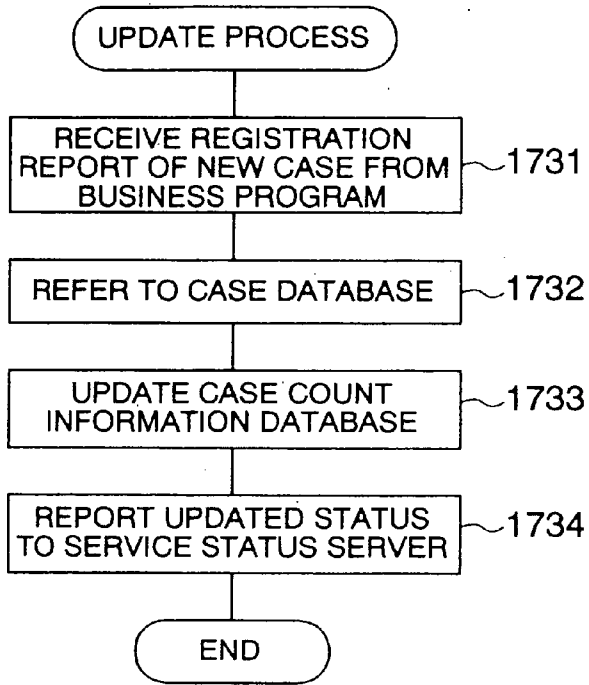 UPDATE PROCESS
RECEIVE REGISTRATION
REPORT OF NEW CASE FROM
BUSINESS PROGRAM
1731
REFER TO CASE DATABASE
1732
UPDATE CASE COUNT
INFORMATION DATABASE
1733
REPORT UPDATED STATUS
TO SERVICE STATUS SERVER
1734
END